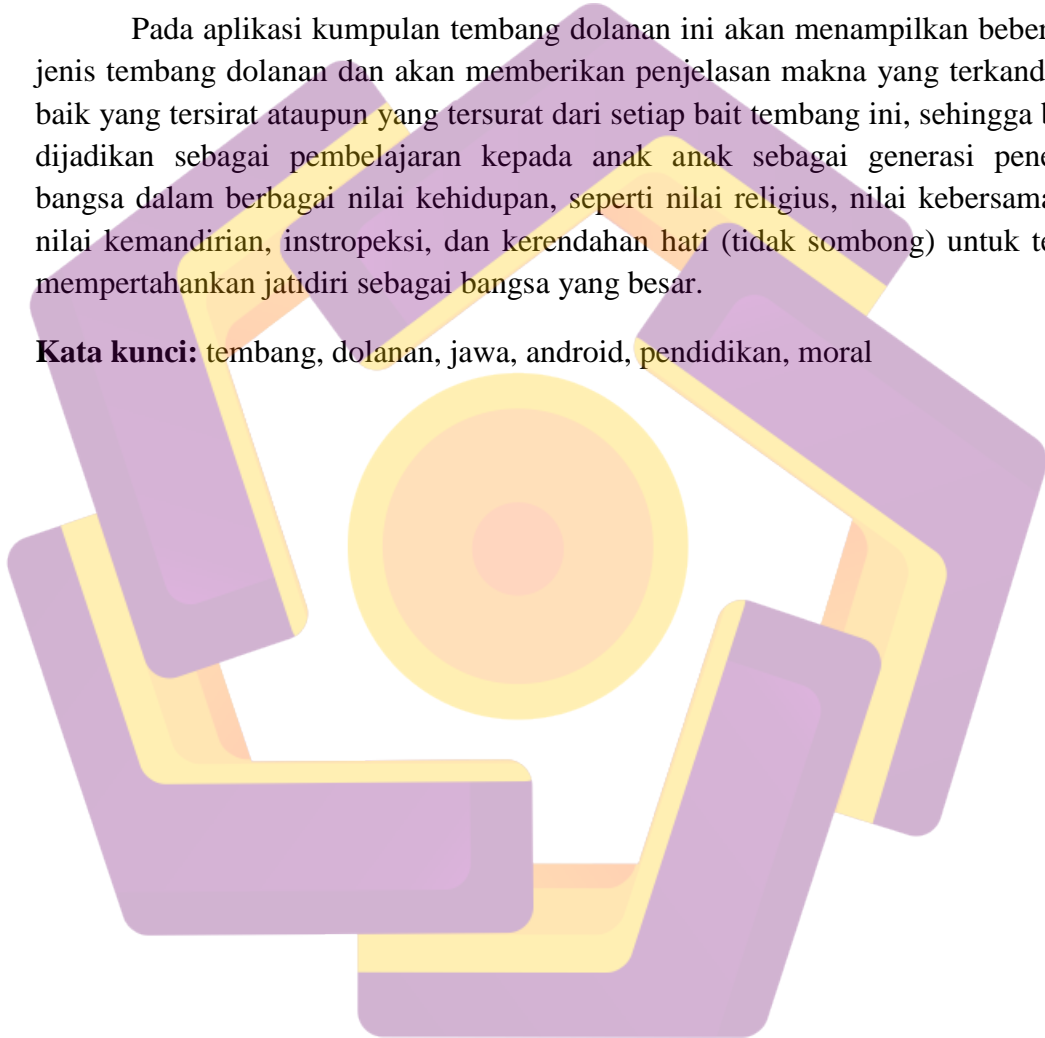 Pada aplikasi kumpulan tembang dolanan ini akan menampilkan beber
jenis tembang dolanan dan akan memberikan penjelasan makna yang terkand
baik yang tersirat ataupun yang tersurat dari setiap bait tembang ini, sehingga b
dijadikan sebagai pembelajaran kepada anak anak sebagai generasi pene
bangsa dalam berbagai nilai kehidupan, seperti nilai religius, nilai kebersama
nilai kemandirian, instropeksi, dan kerendahan hati (tidak sombong) untuk te
mempertahankan jatidiri sebagai bangsa yang besar.
Kata kunci: tembang, dolanan, jawa, android, pendidikan, moral